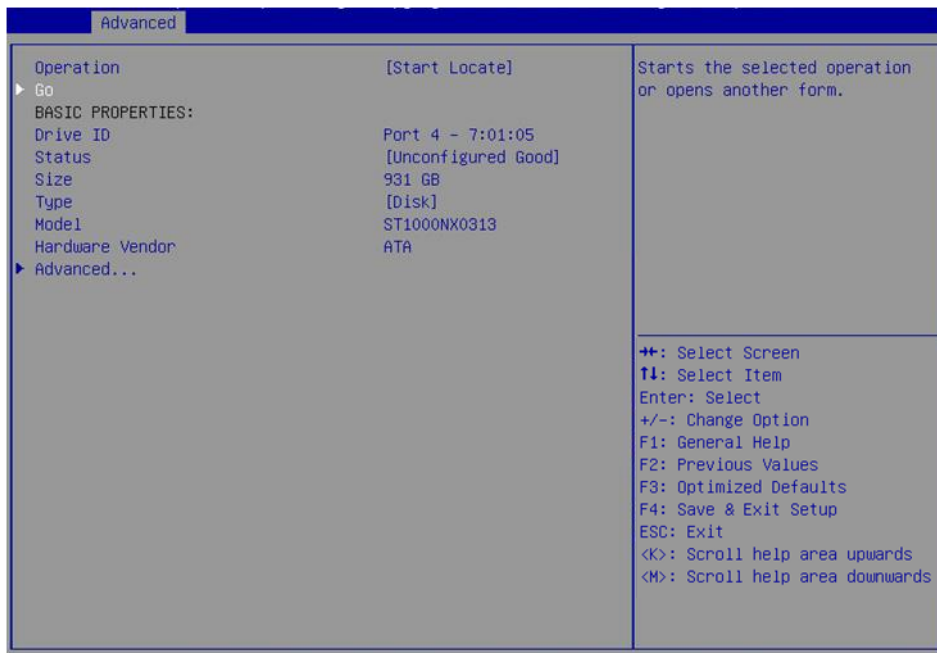 Advanced
Operation [Start Locate]
Go
BASIC PROPERTIES:
Drive ID Port 4 - 7:01:05
Status [Unconfigured Good]
Size 931 GB
Type [Disk]
Model ST1000NX0313
Hardware Vendor ATA
Advanced...
Starts the selected operation
or opens another form.
→←: Select Screen
↑↓: Select Item
Enter: Select
+/-: Change Option
F1: General Help
F2: Previous Values
F3: Optimized Defaults
F4: Save & Exit Setup
ESC: Exit
<K>: Scroll help area upwards
<M>: Scroll help area downwards